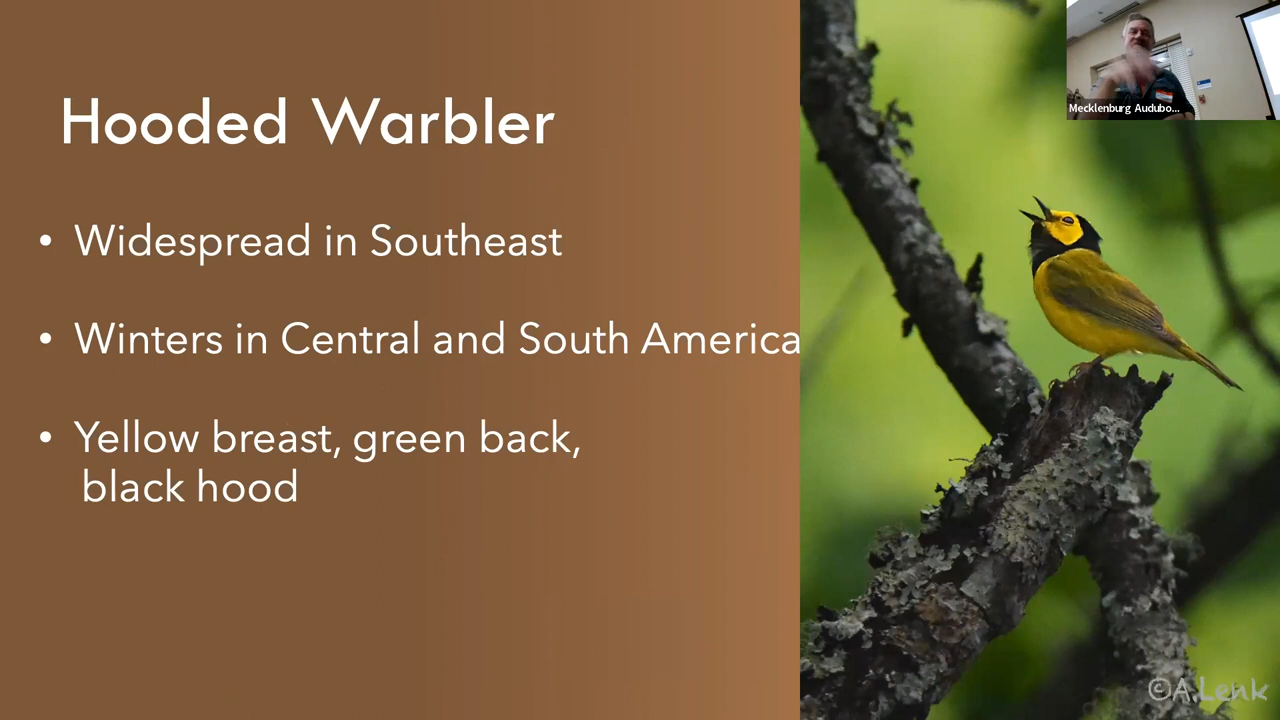 Hooded Warbler
• Widespread in Southeast
• Winters in Central and South America
• Yellow breast, green back,
black hood
Mecklenburg Audubo...
©A.Lenk